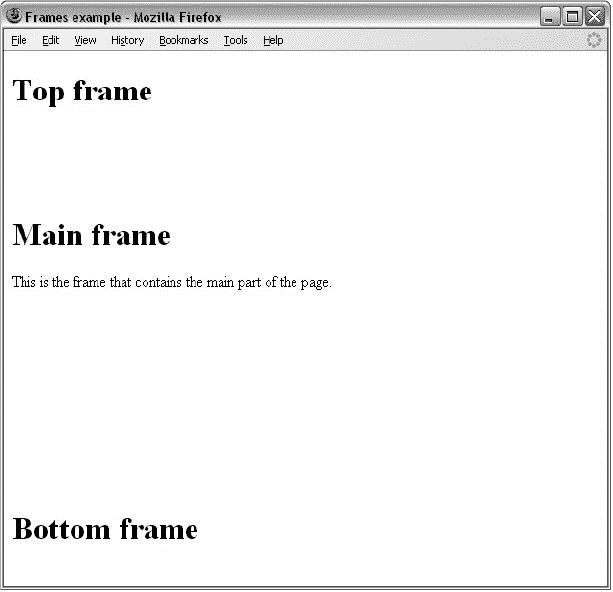 Frames example - Mozilla Firefox
File Edit View History Bookmarks Tools Help
Top frame
Main frame
This is the frame that contains the main part of the page.
Bottom frame